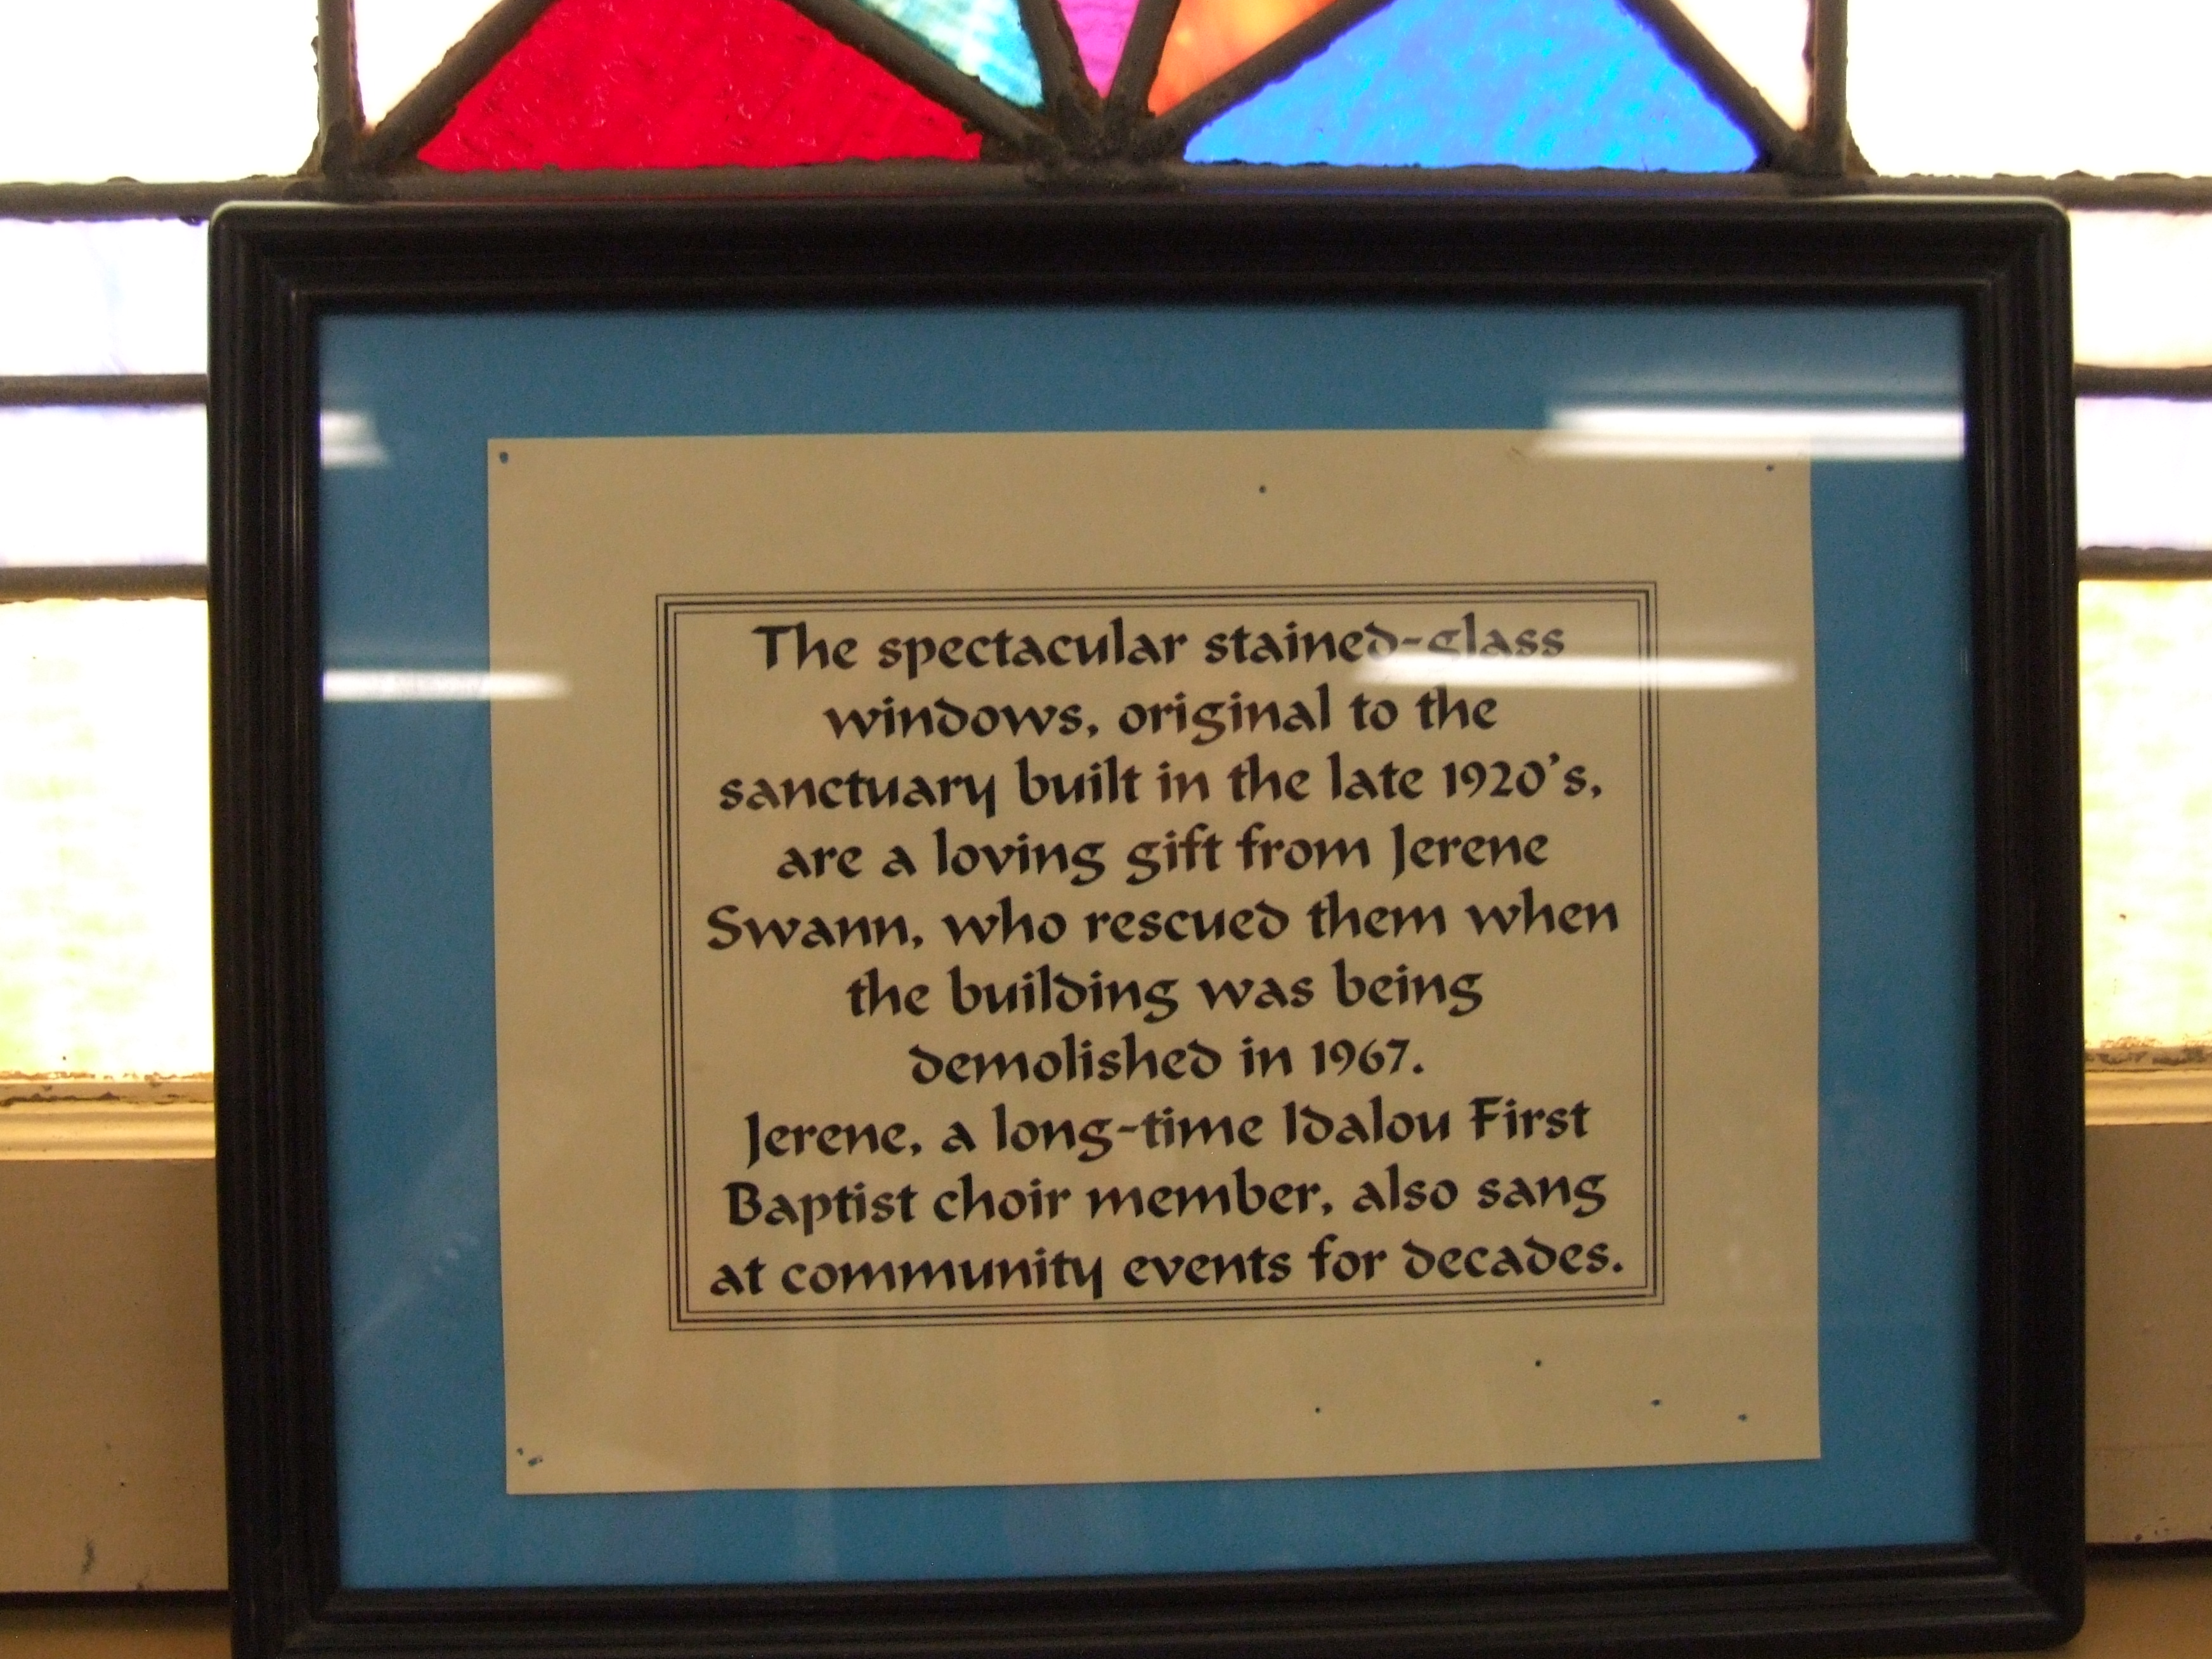 The spectacular stained-glass
windows, original to the
sanctuary built in the late 1920's,
are a loving gift from Jerene
Swann, who rescued them when
the building was being
demolished in 1967.
Jerene, a long-time Idalou First
Baptist choir member, also sang
at community events for decades.